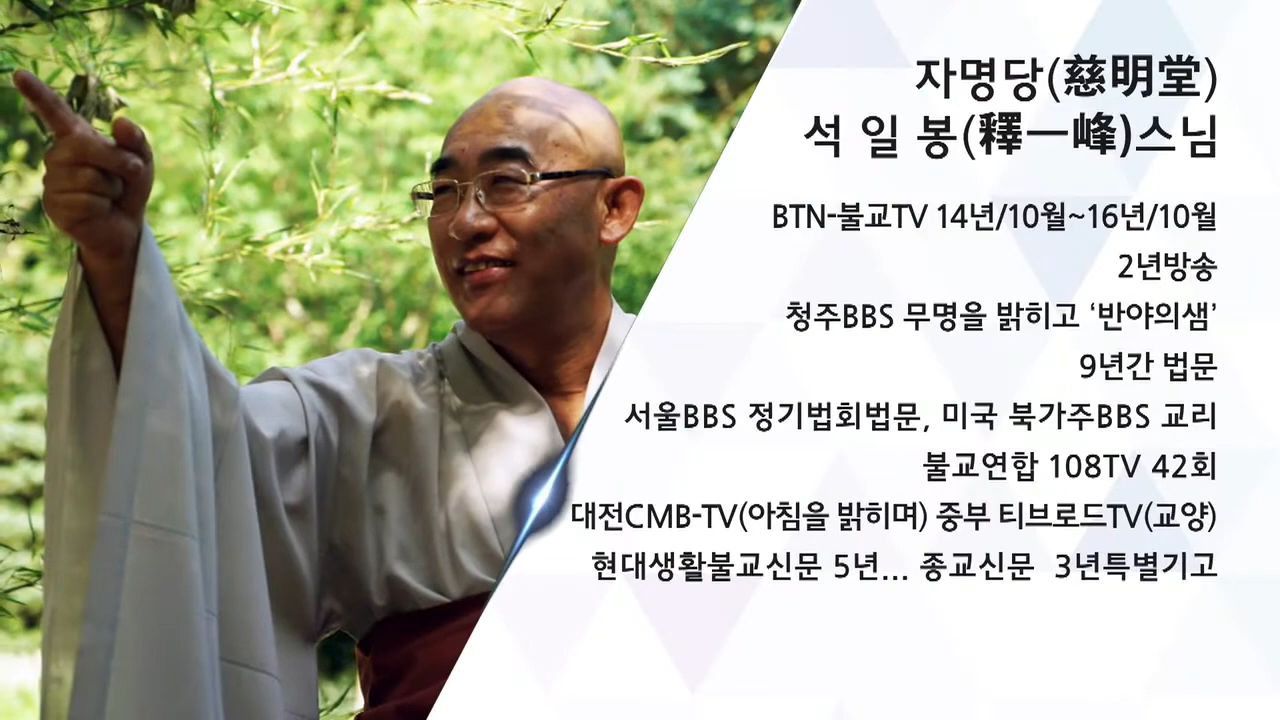 자명당(慈明堂)
석 일 봉(釋一峰)스님
BTN-불교TV 14년/10월~16년/10월
2년방송
청주BBS 무명을 밝히고 ‘반야의샘’
9년간 법문
서울BBS 정기법회법문, 미국 북가주BBS 교리
불교연합 108TV 42회
대전CMB-TV(아침을 밝히며) 중부 티브로드TV(교양)
현대생활불교신문 5년... 종교신문 3년특별기고